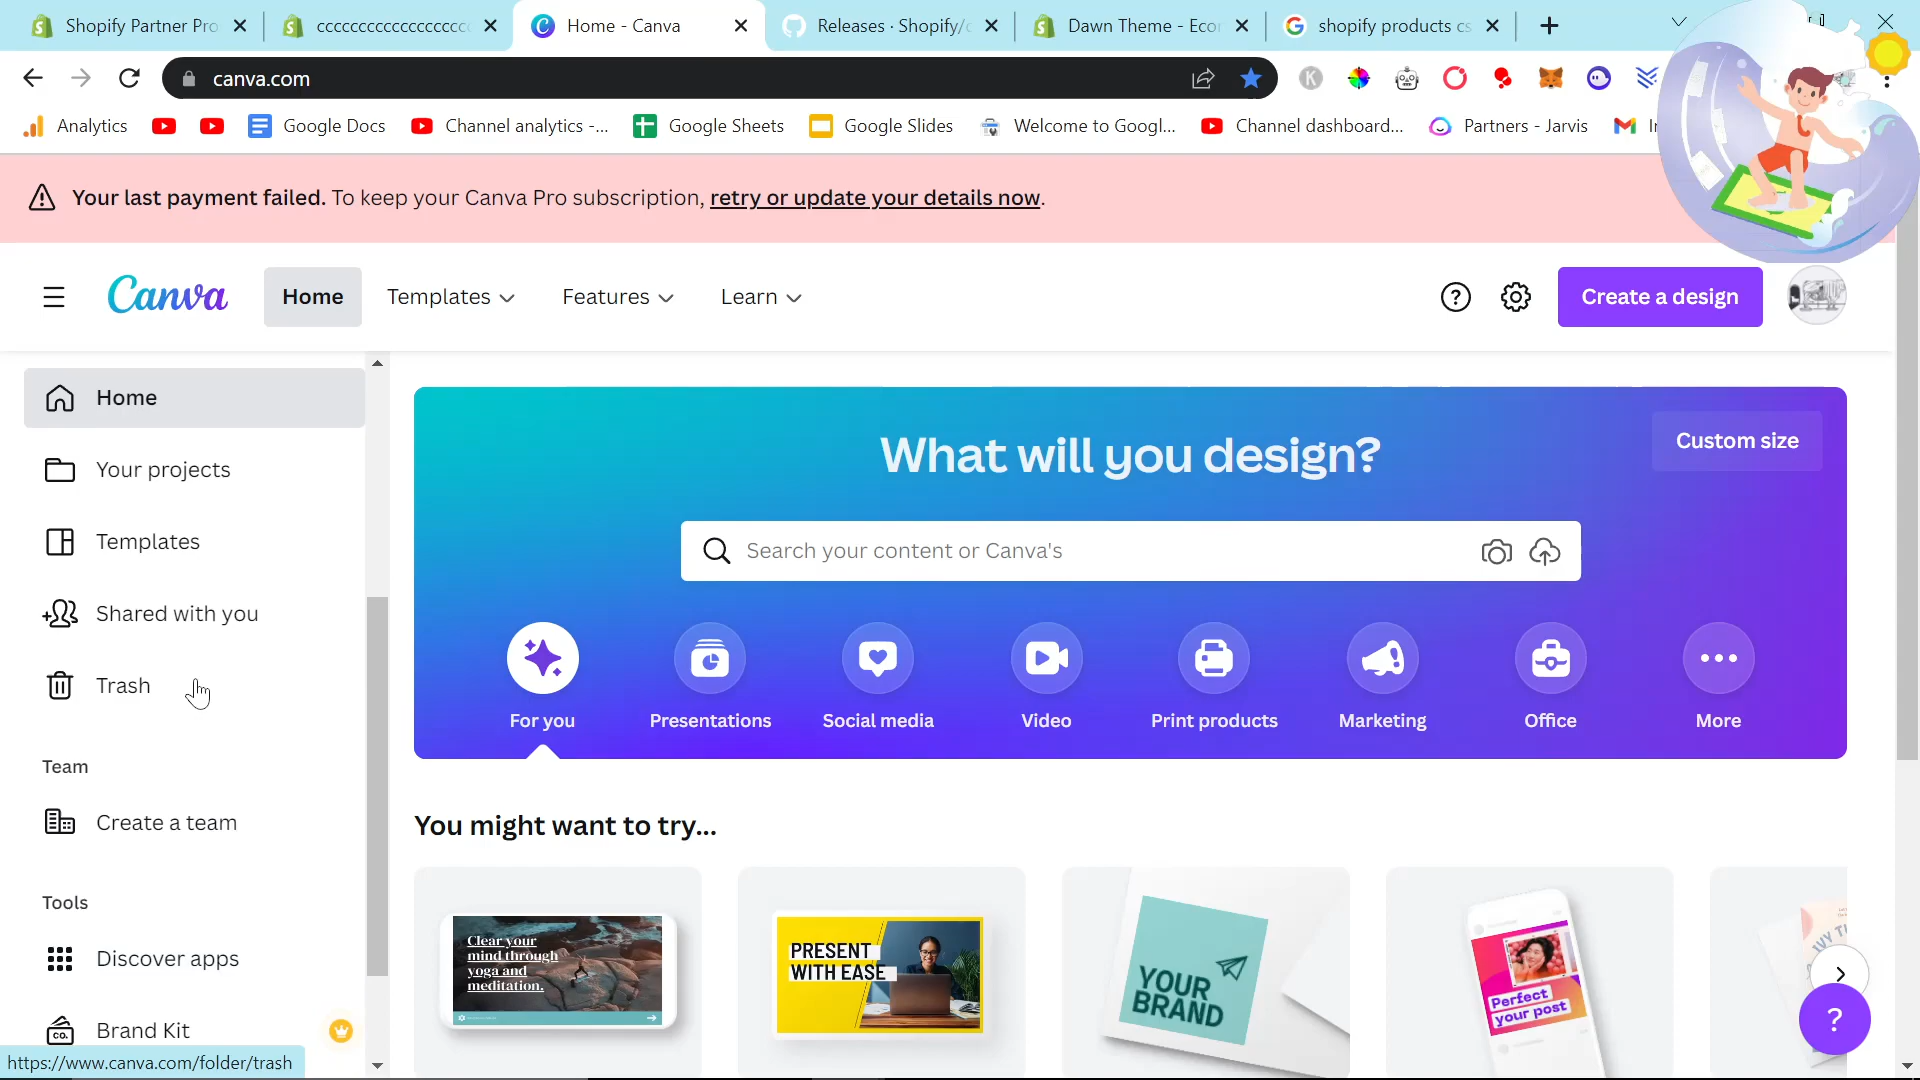 Shopify Partner Pro
cccccccccccccccccc
Home - Canva
Releases · Shopify/c
Dawn Theme - Ecor
shopify products cs
canva.com
Analytics
Google Docs
Channel analytics -...
Google Sheets
Google Slides
Welcome to Googl...
Channel dashboard...
Partners - Jarvis
Your last payment failed. To keep your Canva Pro subscription, retry or update your details now.
Canva
Home
Templates
Features
Learn
Create a design
Home
Your projects
Templates
Shared with you
Trash
Team
Create a team
Tools
Discover apps
Brand Kit
CO.
https://www.canva.com/folder/trash
What will you design?
Custom size
Search your content or Canva's
For you
Presentations
Social media
Video
Print products
Marketing
Office
More
You might want to try...
Clear your
mind through
yoga and
meditation.
PRESENT
WITH EASE
YOUR
BRAND
Perfect
your post